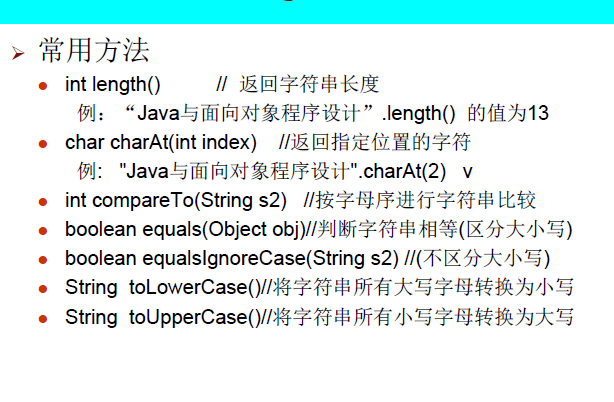 常用方法
int length() // 返回字符串长度
例：“Java与面向对象程序设计”.length() 的值为13
char charAt(int index) //返回指定位置的字符
例: "Java与面向对象程序设计".charAt(2) v
int compareTo(String s2) //按字母序进行字符串比较
boolean equals(Object obj)//判断字符串相等(区分大小写)
boolean equalsIgnoreCase(String s2) //(不区分大小写)
String toLowerCase()//将字符串所有大写字母转换为小写
String toUpperCase()//将字符串所有小写字母转换为大写